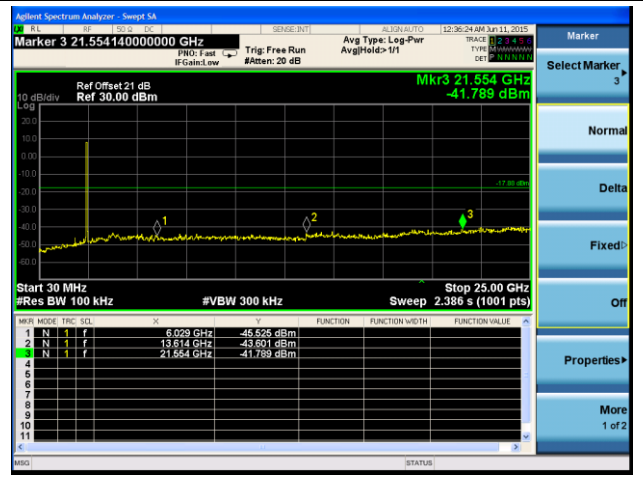 Agilent Spectrum Analyzer - Swept SA
RL RF 50 Ω DC SENSE:INT ALIGN AUTO 12:36:24 AM Jun 11, 2015
Marker 3 21.554140000000 GHz
PNO: Fast
IFGain:Low
Trig: Free Run
#Atten: 20 dB
Avg Type: Log-Pwr
Avg|Hold:>1/1
TRACE 1 2 3 4 5 6
TYPE
DET P N N N N N
Ref Offset 21 dB
10 dB/div Ref 30.00 dBm
Log
Mkr3 21.554 GHz
-41.789 dBm
20.0
10.0
0.00
-10.0
-20.0
-30.0
-40.0
-50.0
-60.0
1
2
3
Start 30 MHz Stop 25.00 GHz
#Res BW 100 kHz #VBW 300 kHz Sweep 2.386 s (1001 pts)
MKR MODE TRC SCL X Y FUNCTION FUNCTION WIDTH FUNCTION VALUE
1 N 1 f 6.029 GHz -45.525 dBm
2 N 1 f 13.614 GHz -43.601 dBm
3 N 1 f 21.554 GHz -41.789 dBm
4
5
6
7
8
9
10
11
MSG STATUS
Marker
Select Marker
3
Normal
Delta
Fixed
Off
Properties
More
1 of 2